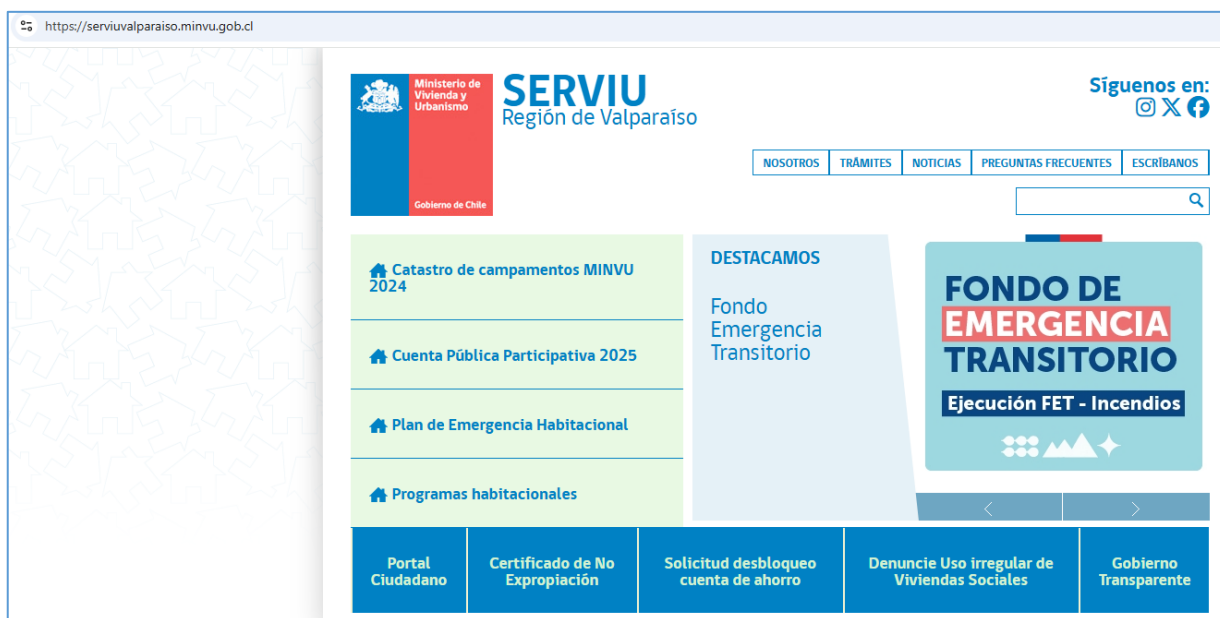 https://serviuvalparaiso.minvu.gob.cl
Ministerio de
Vivienda y
Urbanismo
Gobierno de Chile
SERVIU
Región de Valparaíso
Síguenos en:
NOSOTROS
TRÁMITES
NOTICIAS
PREGUNTAS FRECUENTES
ESCRÍBANOS
Catastro de campamentos MINVU
2024
Cuenta Pública Participativa 2025
Plan de Emergencia Habitacional
Programas habitacionales
DESTACAMOS
Fondo
Emergencia
Transitorio
FONDO DE
EMERGENCIA
TRANSITORIO
Ejecución FET - Incendios
Portal
Ciudadano
Certificado de No
Expropiación
Solicitud desbloqueo
cuenta de ahorro
Denuncie Uso irregular de
Viviendas Sociales
Gobierno
Transparente